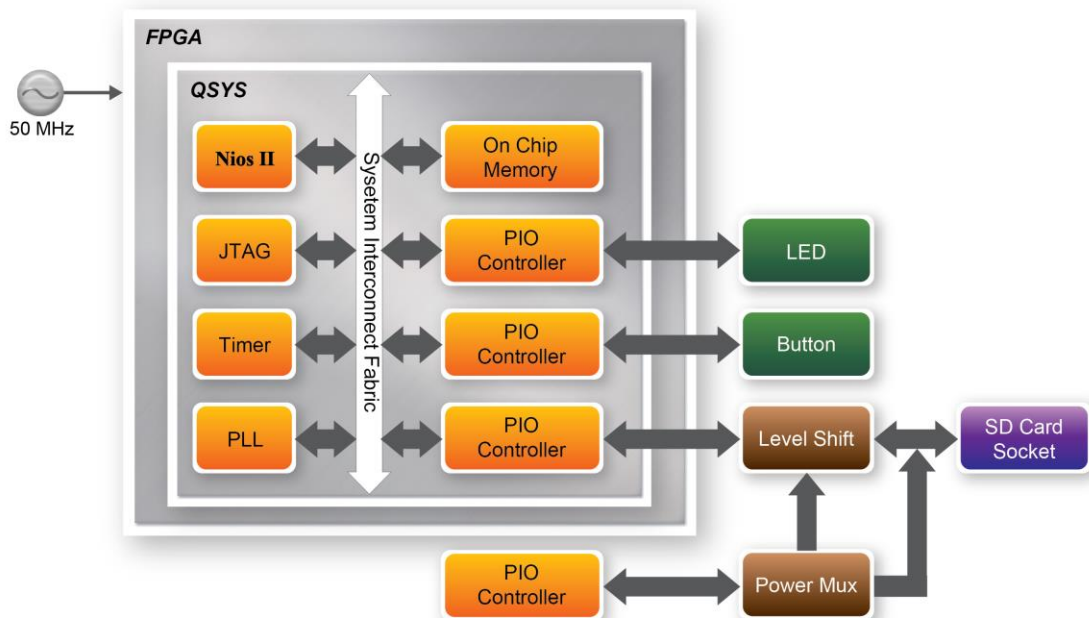 FPGA
QSYS
50 MHz
Nios II
On Chip
Memory
Sysetem Interconnect Fabric
JTAG
PIO
Controller
LED
Timer
PIO
Controller
Button
PLL
PIO
Controller
Level Shift
SD Card
Socket
PIO
Controller
Power Mux